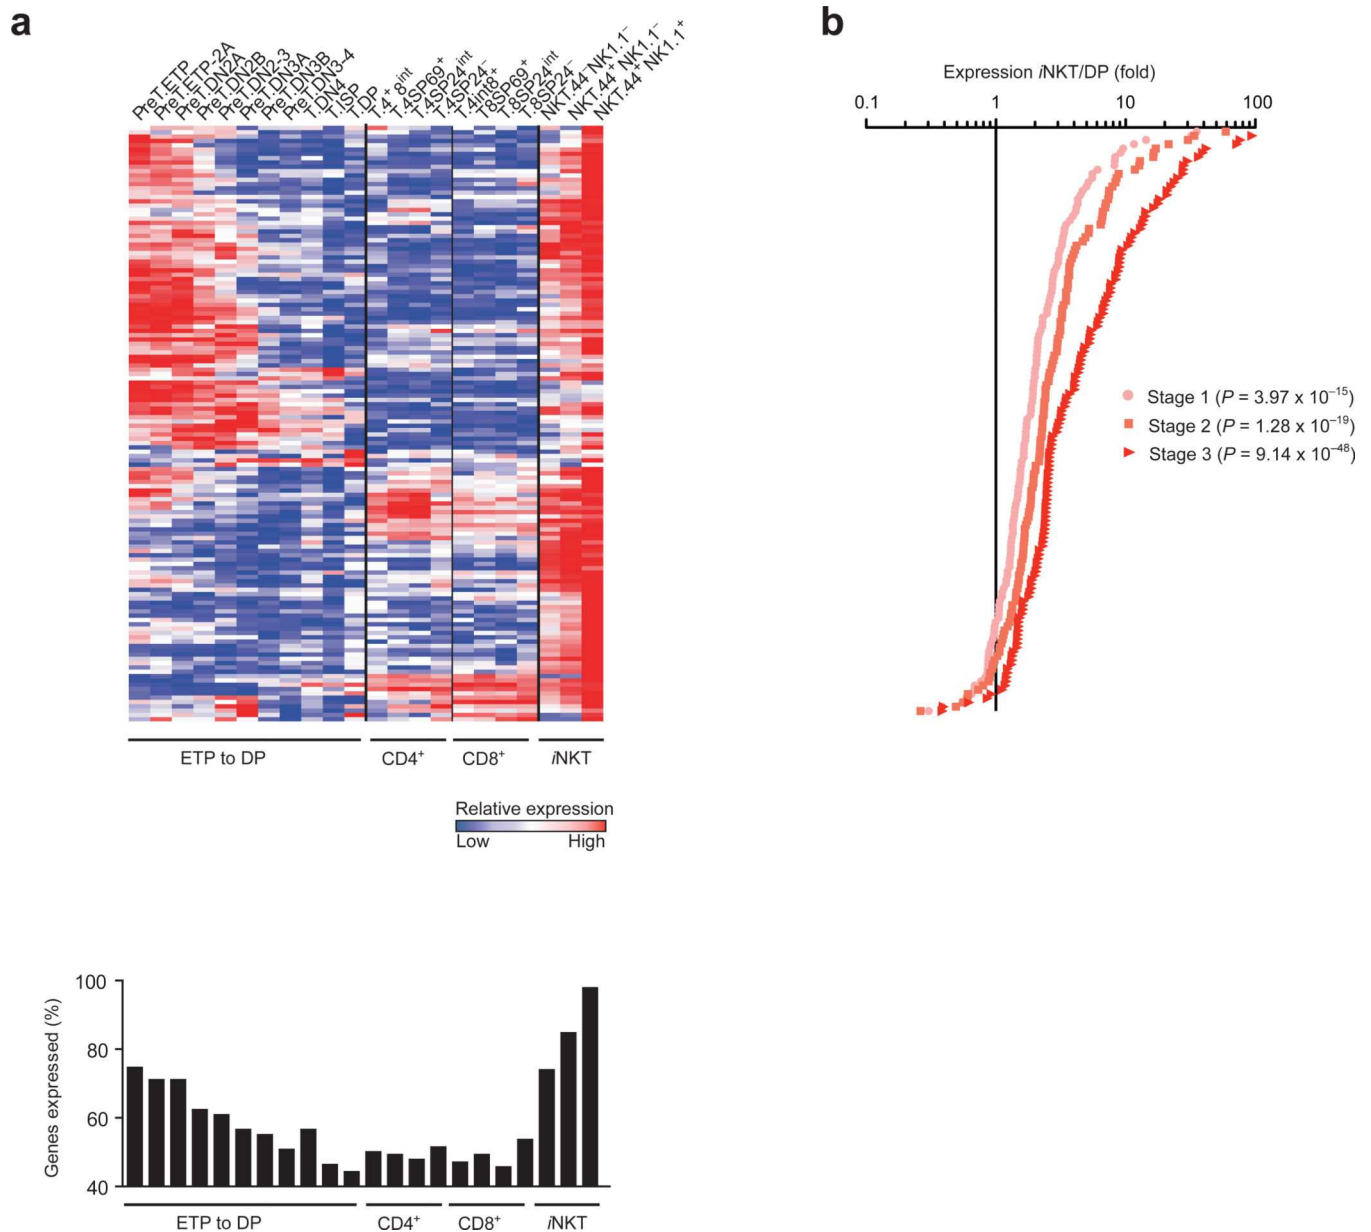 a
b
PreT.ETP
PreT.ETP-2A
PreT.DN2A
PreT.DN2B
PreT.DN2-3
PreT.DN3A
PreT.DN3B
PreT.DN3-4
T.DN4
T.ISP
T.DP
T.4⁺8ⁱⁿᵗ
T.4SP69⁺
T.4SP24ⁱⁿᵗ
T.4SP24⁻
T.4int8⁺
T8SP69⁺
T.8SP24ⁱⁿᵗ
T.8SP24⁻
NKT.44⁻NK1.1⁻
NKT.44⁺NK1.1⁻
NKT.44⁺NK1.1⁺
ETP to DP CD4⁺ CD8⁺ iNKT
Relative expression
Low High
Expression iNKT/DP (fold)
0.1 1 10 100
Stage 1 (P = 3.97 x 10⁻¹⁵)
Stage 2 (P = 1.28 x 10⁻¹⁹)
Stage 3 (P = 9.14 x 10⁻⁴⁸)
Genes expressed (%)
100
80
60
40
ETP to DP CD4⁺ CD8⁺ iNKT